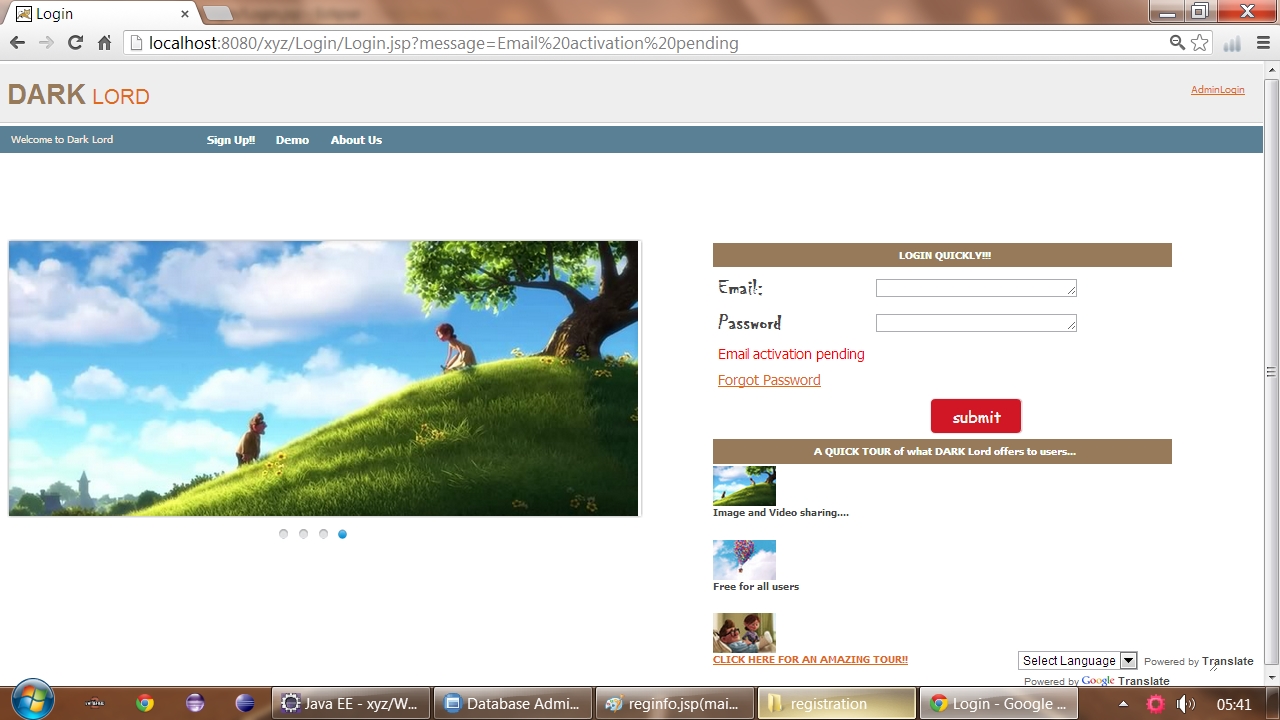 Login
localhost:8080/xyz/Login/Login.jsp?message=Email%20activation%20pending
DARK LORD
AdminLogin
Welcome to Dark Lord
Sign Up!! Demo About Us
LOGIN QUICKLY!!!
Email:
Password
Email activation pending
Forgot Password
submit
A QUICK TOUR of what DARK Lord offers to users...
Image and Video sharing....
Free for all users
CLICK HERE FOR AN AMAZING TOUR!!
Select Language Powered by Translate
Powered by Google Translate
Java EE - xyz/W... Database Admi... reginfo.jsp(mai... registration Login - Google ... 05:41